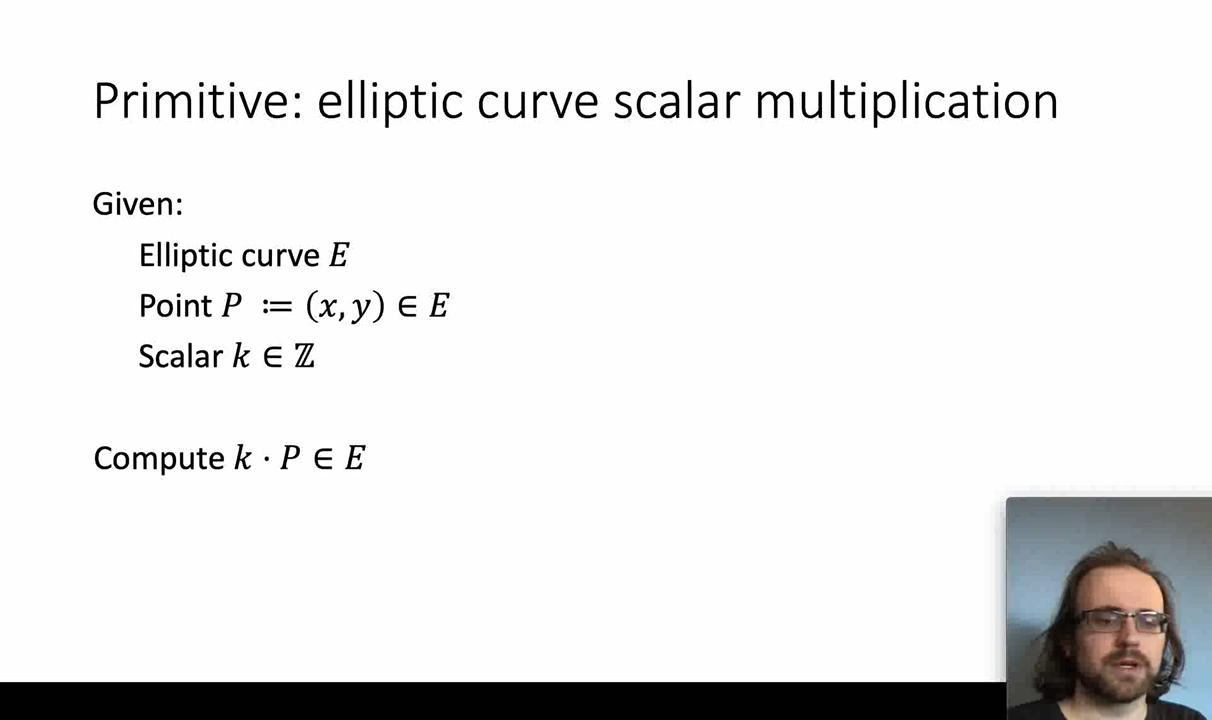 Primitive: elliptic curve scalar multiplication
Given:
Elliptic curve E
Point P := (x, y) ∈ E
Scalar k ∈ ℤ
Compute k · P ∈ E